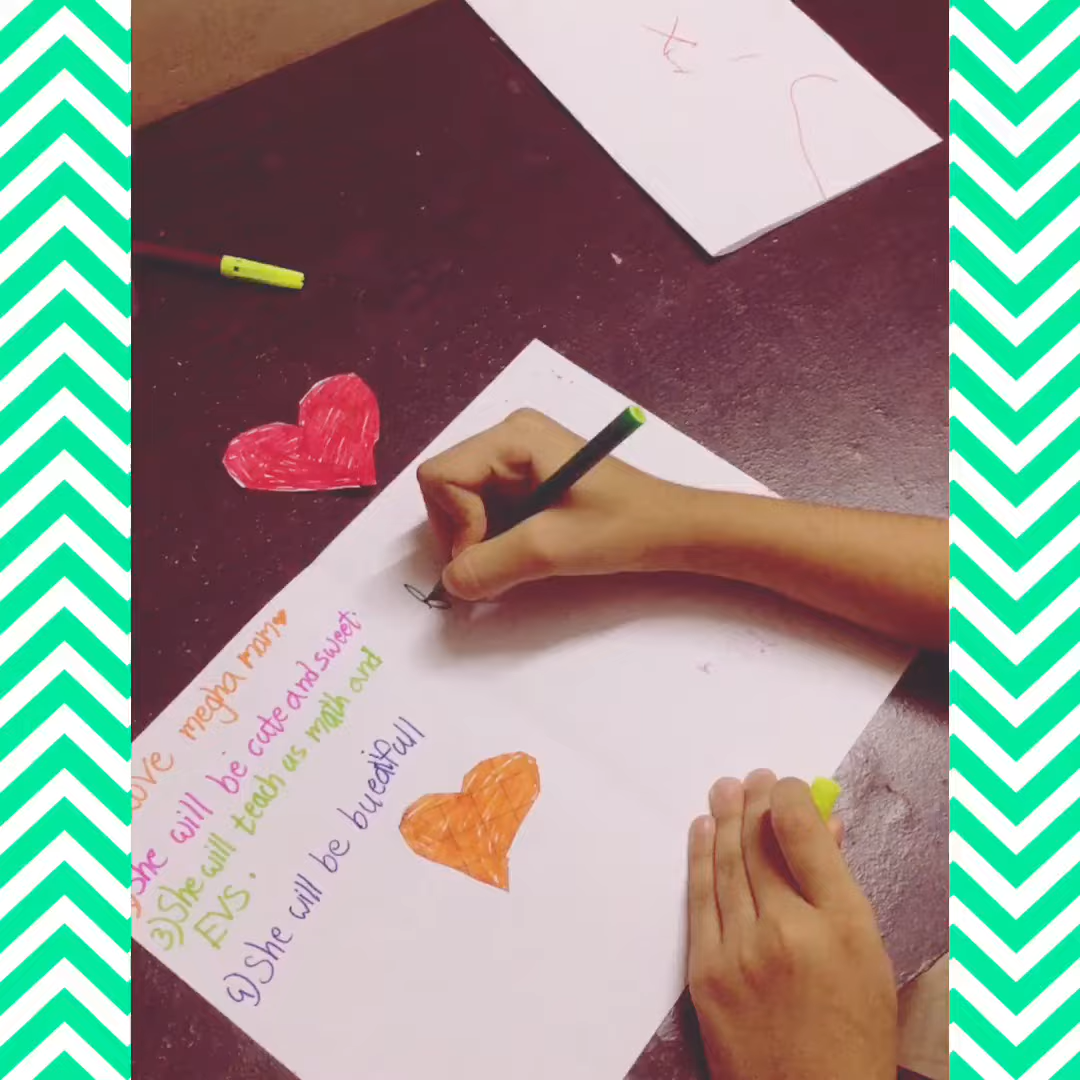 love megha mam
She will be cute and sweet.
3) She will teach us math and
EVS.
4) She will be bueatifull